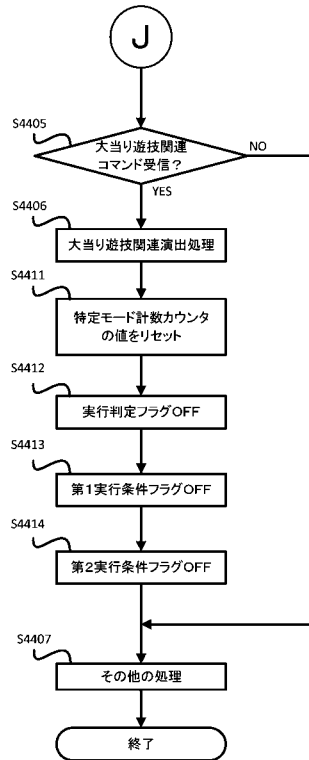 J
S4405
大当り遊技関連
コマンド受信？
NO
YES
S4406
大当り遊技関連演出処理
S4411
特定モード計数カウンタ
の値をリセット
S4412
実行判定フラグOFF
S4413
第1実行条件フラグOFF
S4414
第2実行条件フラグOFF
S4407
その他の処理
終了